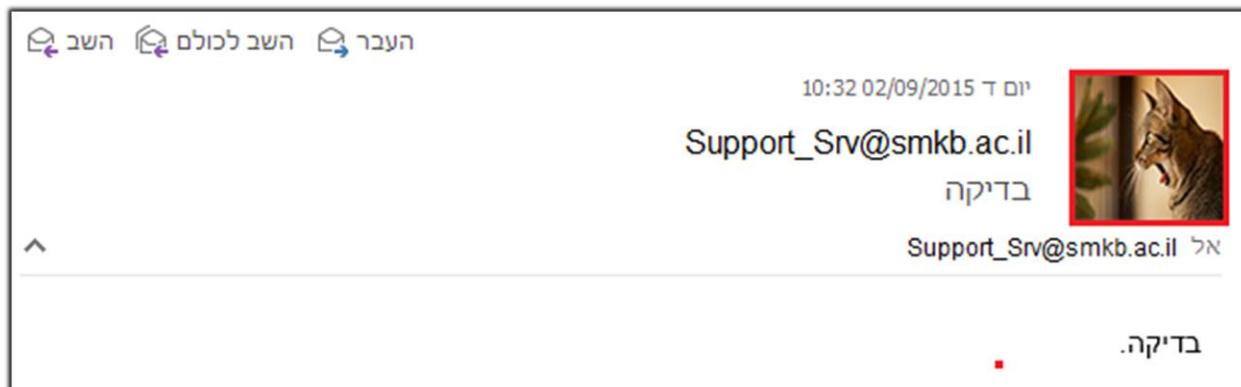 העבר השב לכולם השב
יום ד 02/09/2015 10:32
Support_Srv@smkb.ac.il
בדיקה
אל Support_Srv@smkb.ac.il
בדיקה.